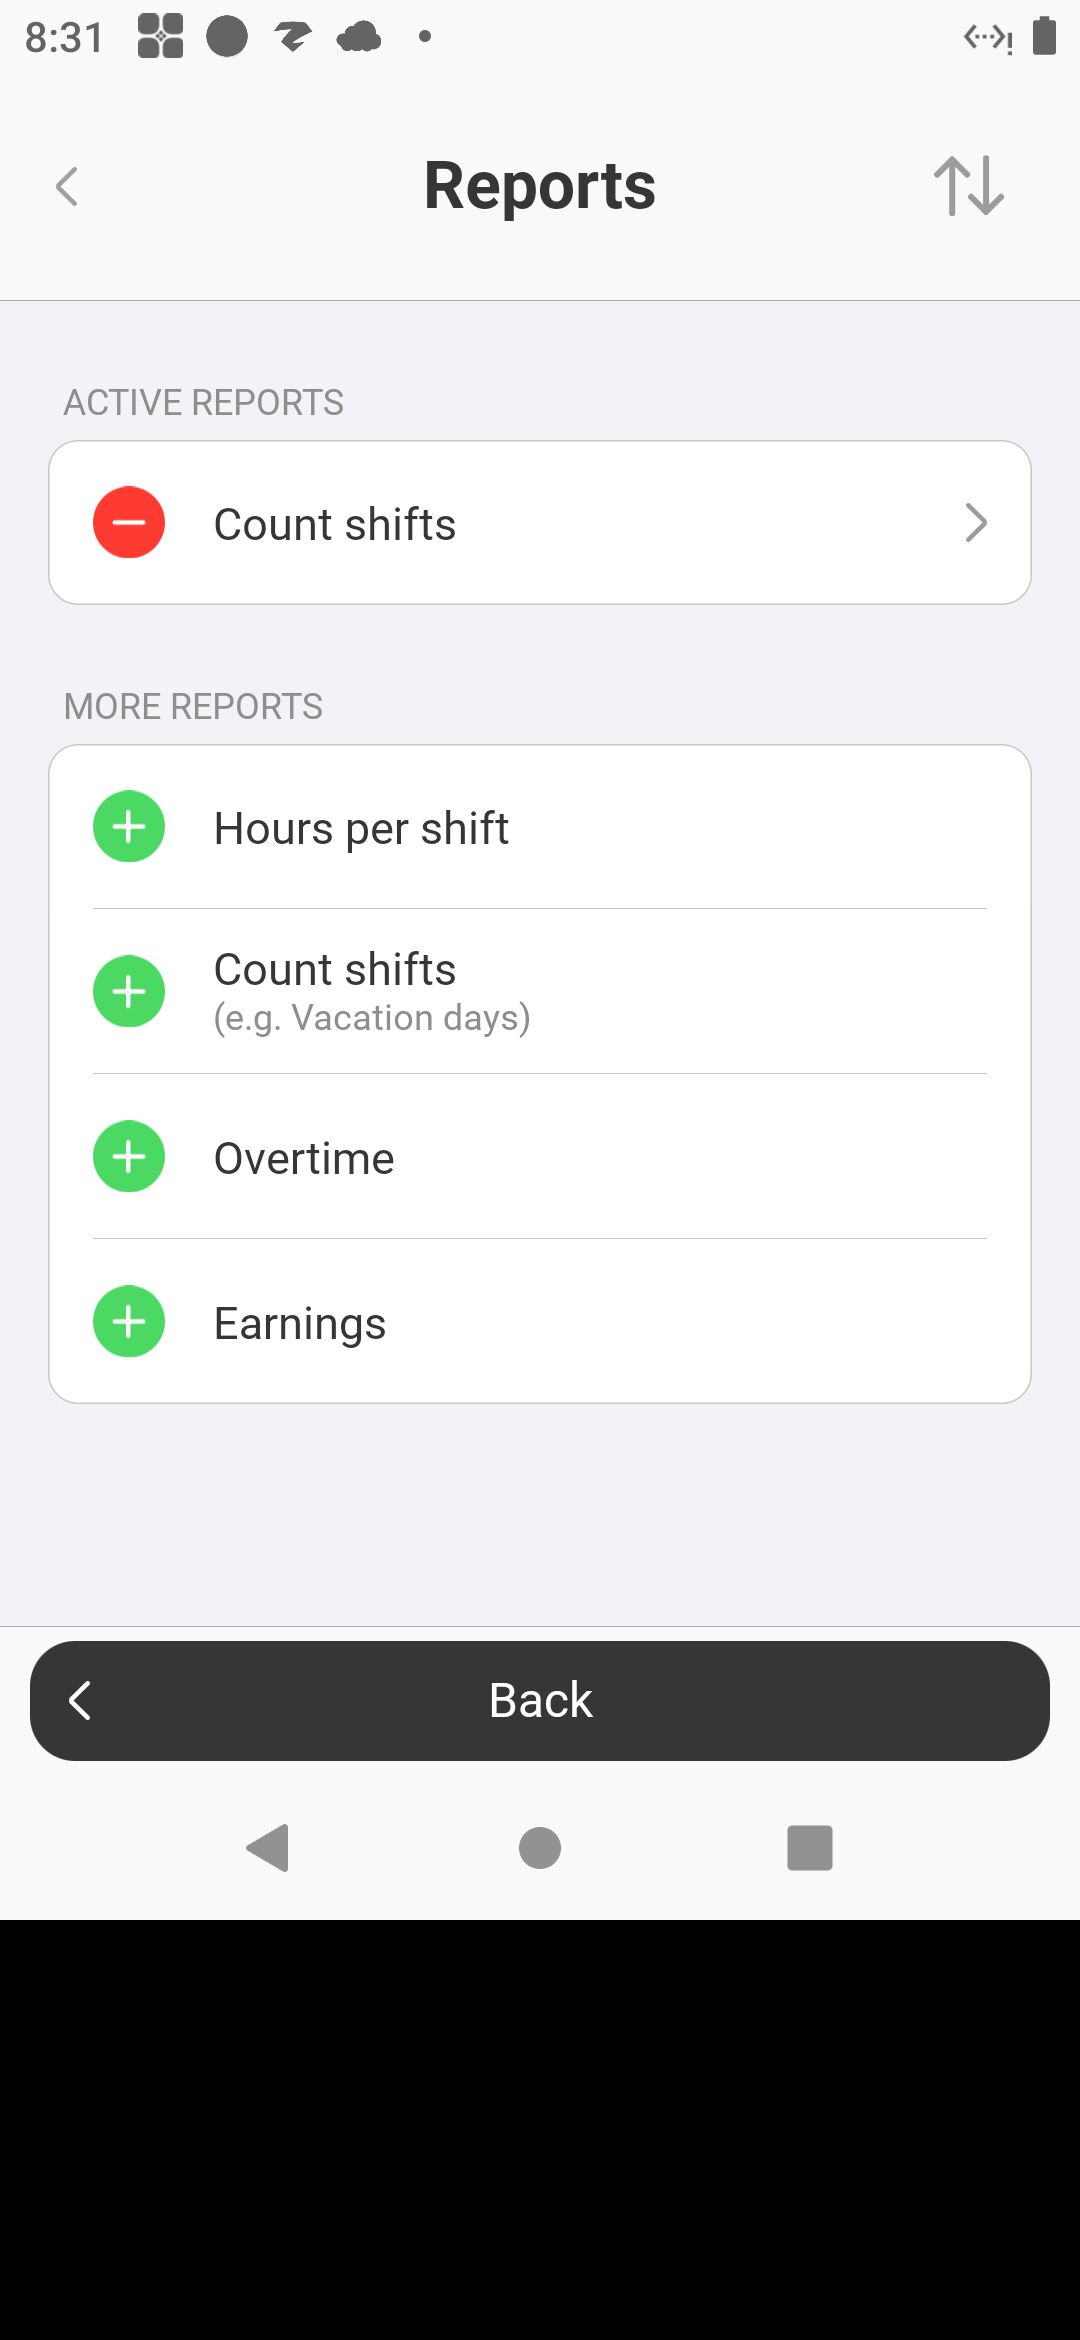 8:31
Reports
ACTIVE REPORTS
Count shifts
MORE REPORTS
Hours per shift
Count shifts
(e.g. Vacation days)
Overtime
Earnings
Back